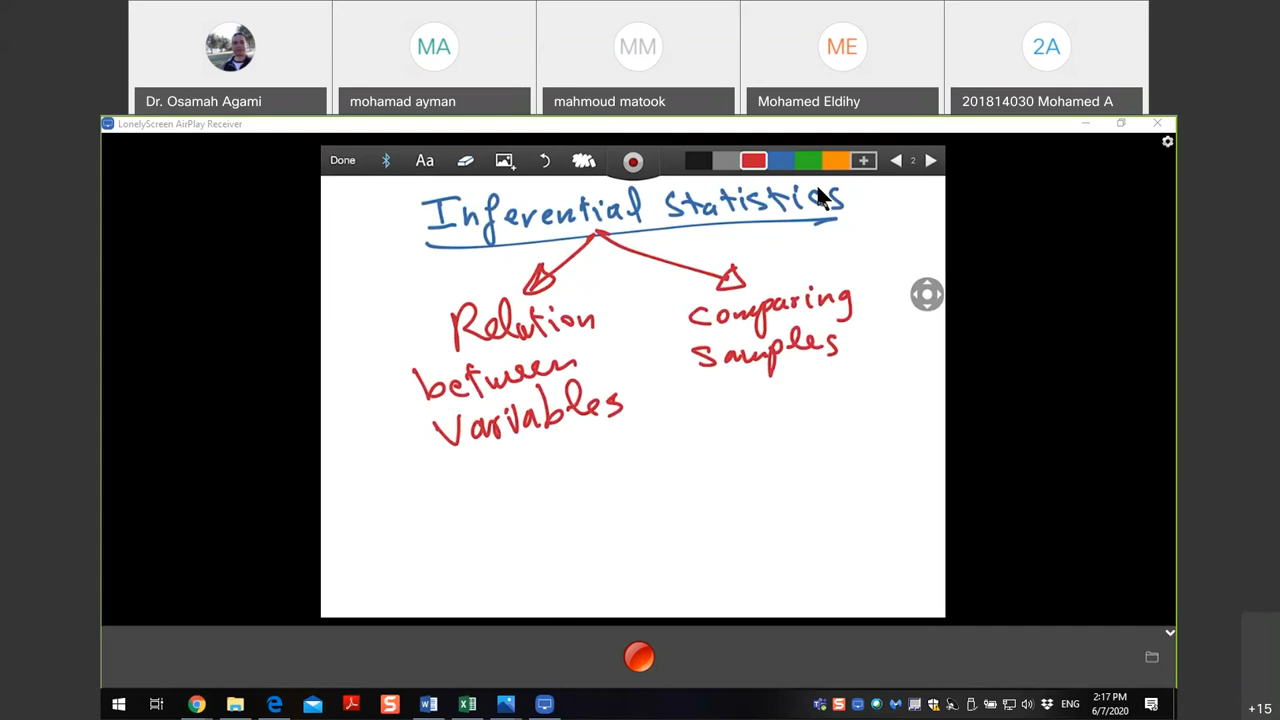 MA
MM
ME
2A
Dr. Osamah Agami
mohamad ayman
mahmoud matook
Mohamed Eldihy
201814030 Mohamed A
LonelyScreen AirPlay Receiver
Done
Aa
2
Inferential Statistics
Relation
between
Variables
Comparing
Samples
ENG
2:17 PM
6/7/2020
+15